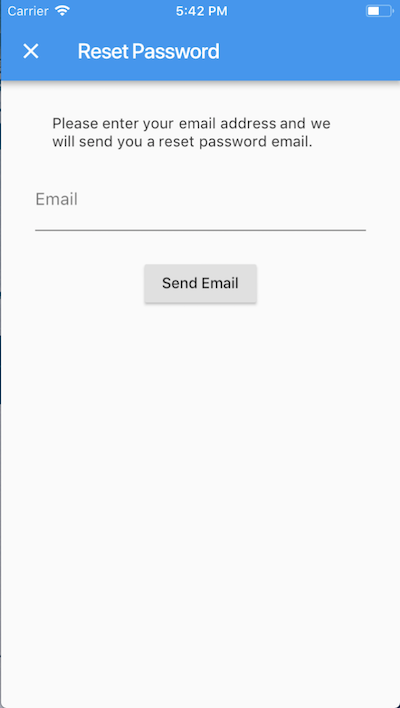 Carrier 5:42 PM
Reset Password
Please enter your email address and we
will send you a reset password email.
Email
Send Email